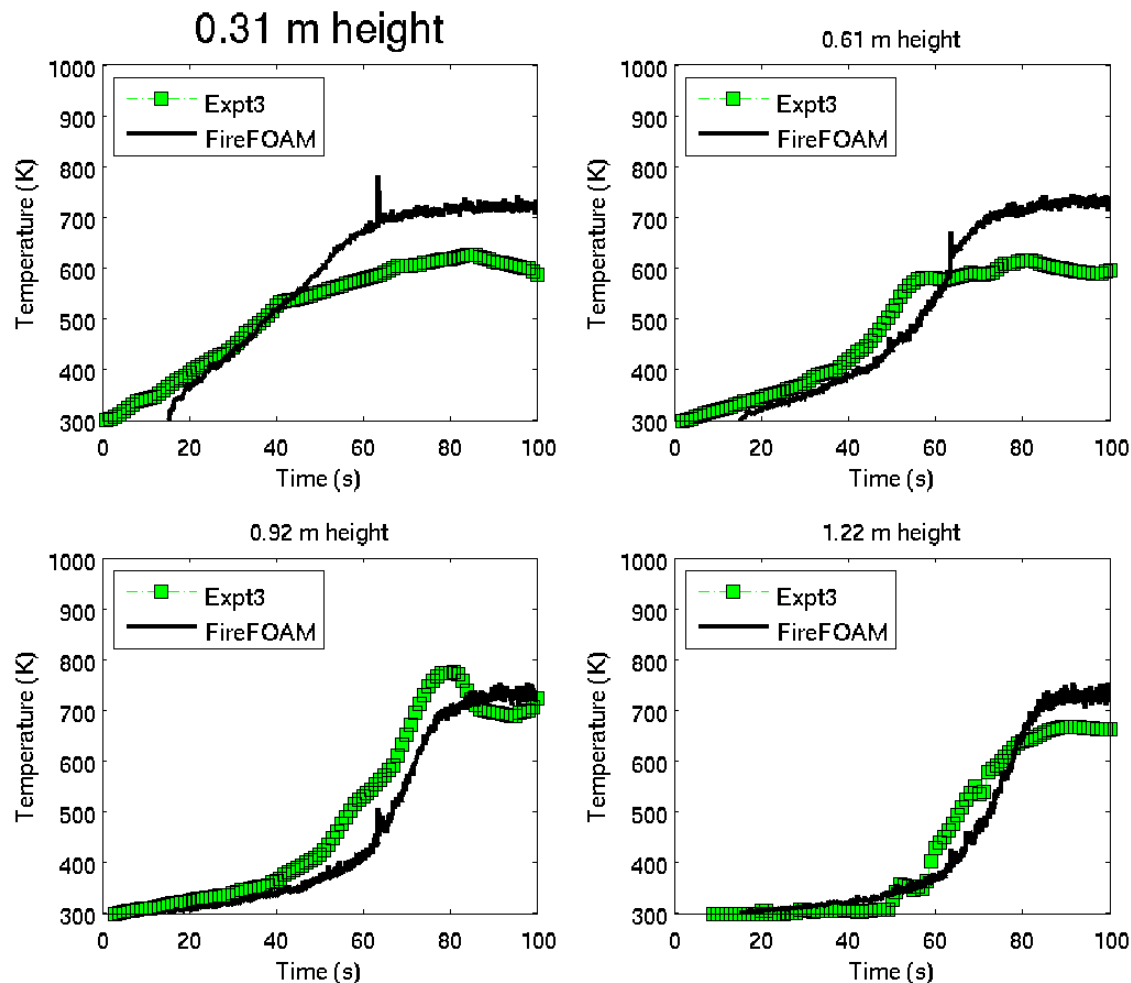 0.31 m height
1000
900
800
700
600
500
400
300
Temperature (K)
Expt3
FireFOAM
0 20 40 60 80 100
Time (s)
0.61 m height
1000
900
800
700
600
500
400
300
Temperature (K)
Expt3
FireFOAM
0 20 40 60 80 100
Time (s)
0.92 m height
1000
900
800
700
600
500
400
300
Temperature (K)
Expt3
FireFOAM
0 20 40 60 80 100
Time (s)
1.22 m height
1000
900
800
700
600
500
400
300
Temperature (K)
Expt3
FireFOAM
0 20 40 60 80 100
Time (s)